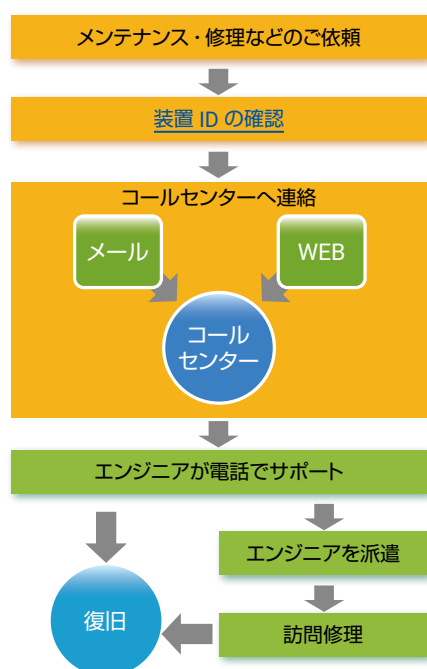 メンテナンス・修理などのご依頼
装置 ID の確認
コールセンターへ連絡
メール
WEB
コール
センター
エンジニアが電話でサポート
エンジニアを派遣
復旧
訪問修理